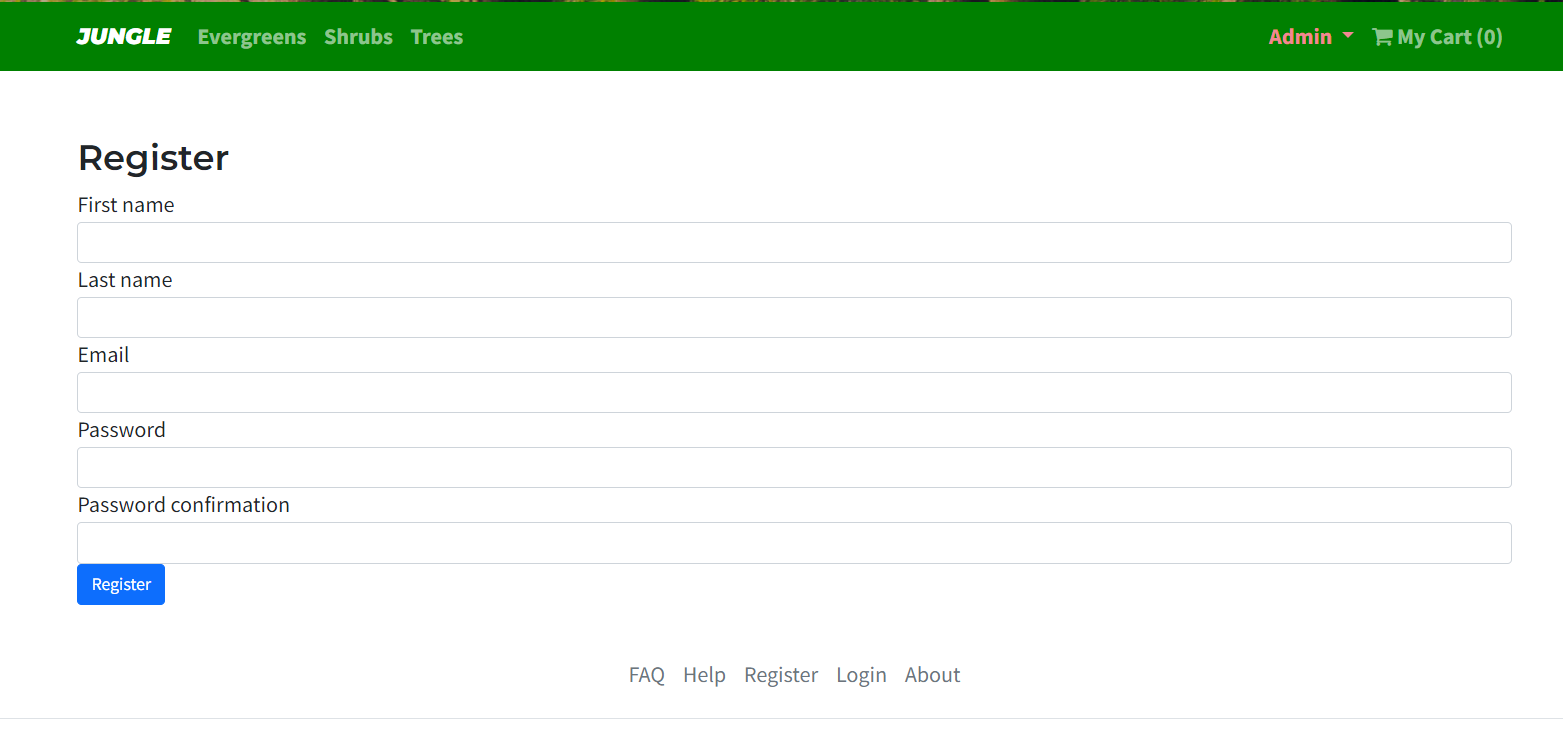 JUNGLE Evergreens Shrubs Trees Admin My Cart (0)
Register
First name
Last name
Email
Password
Password confirmation
Register
FAQ Help Register Login About